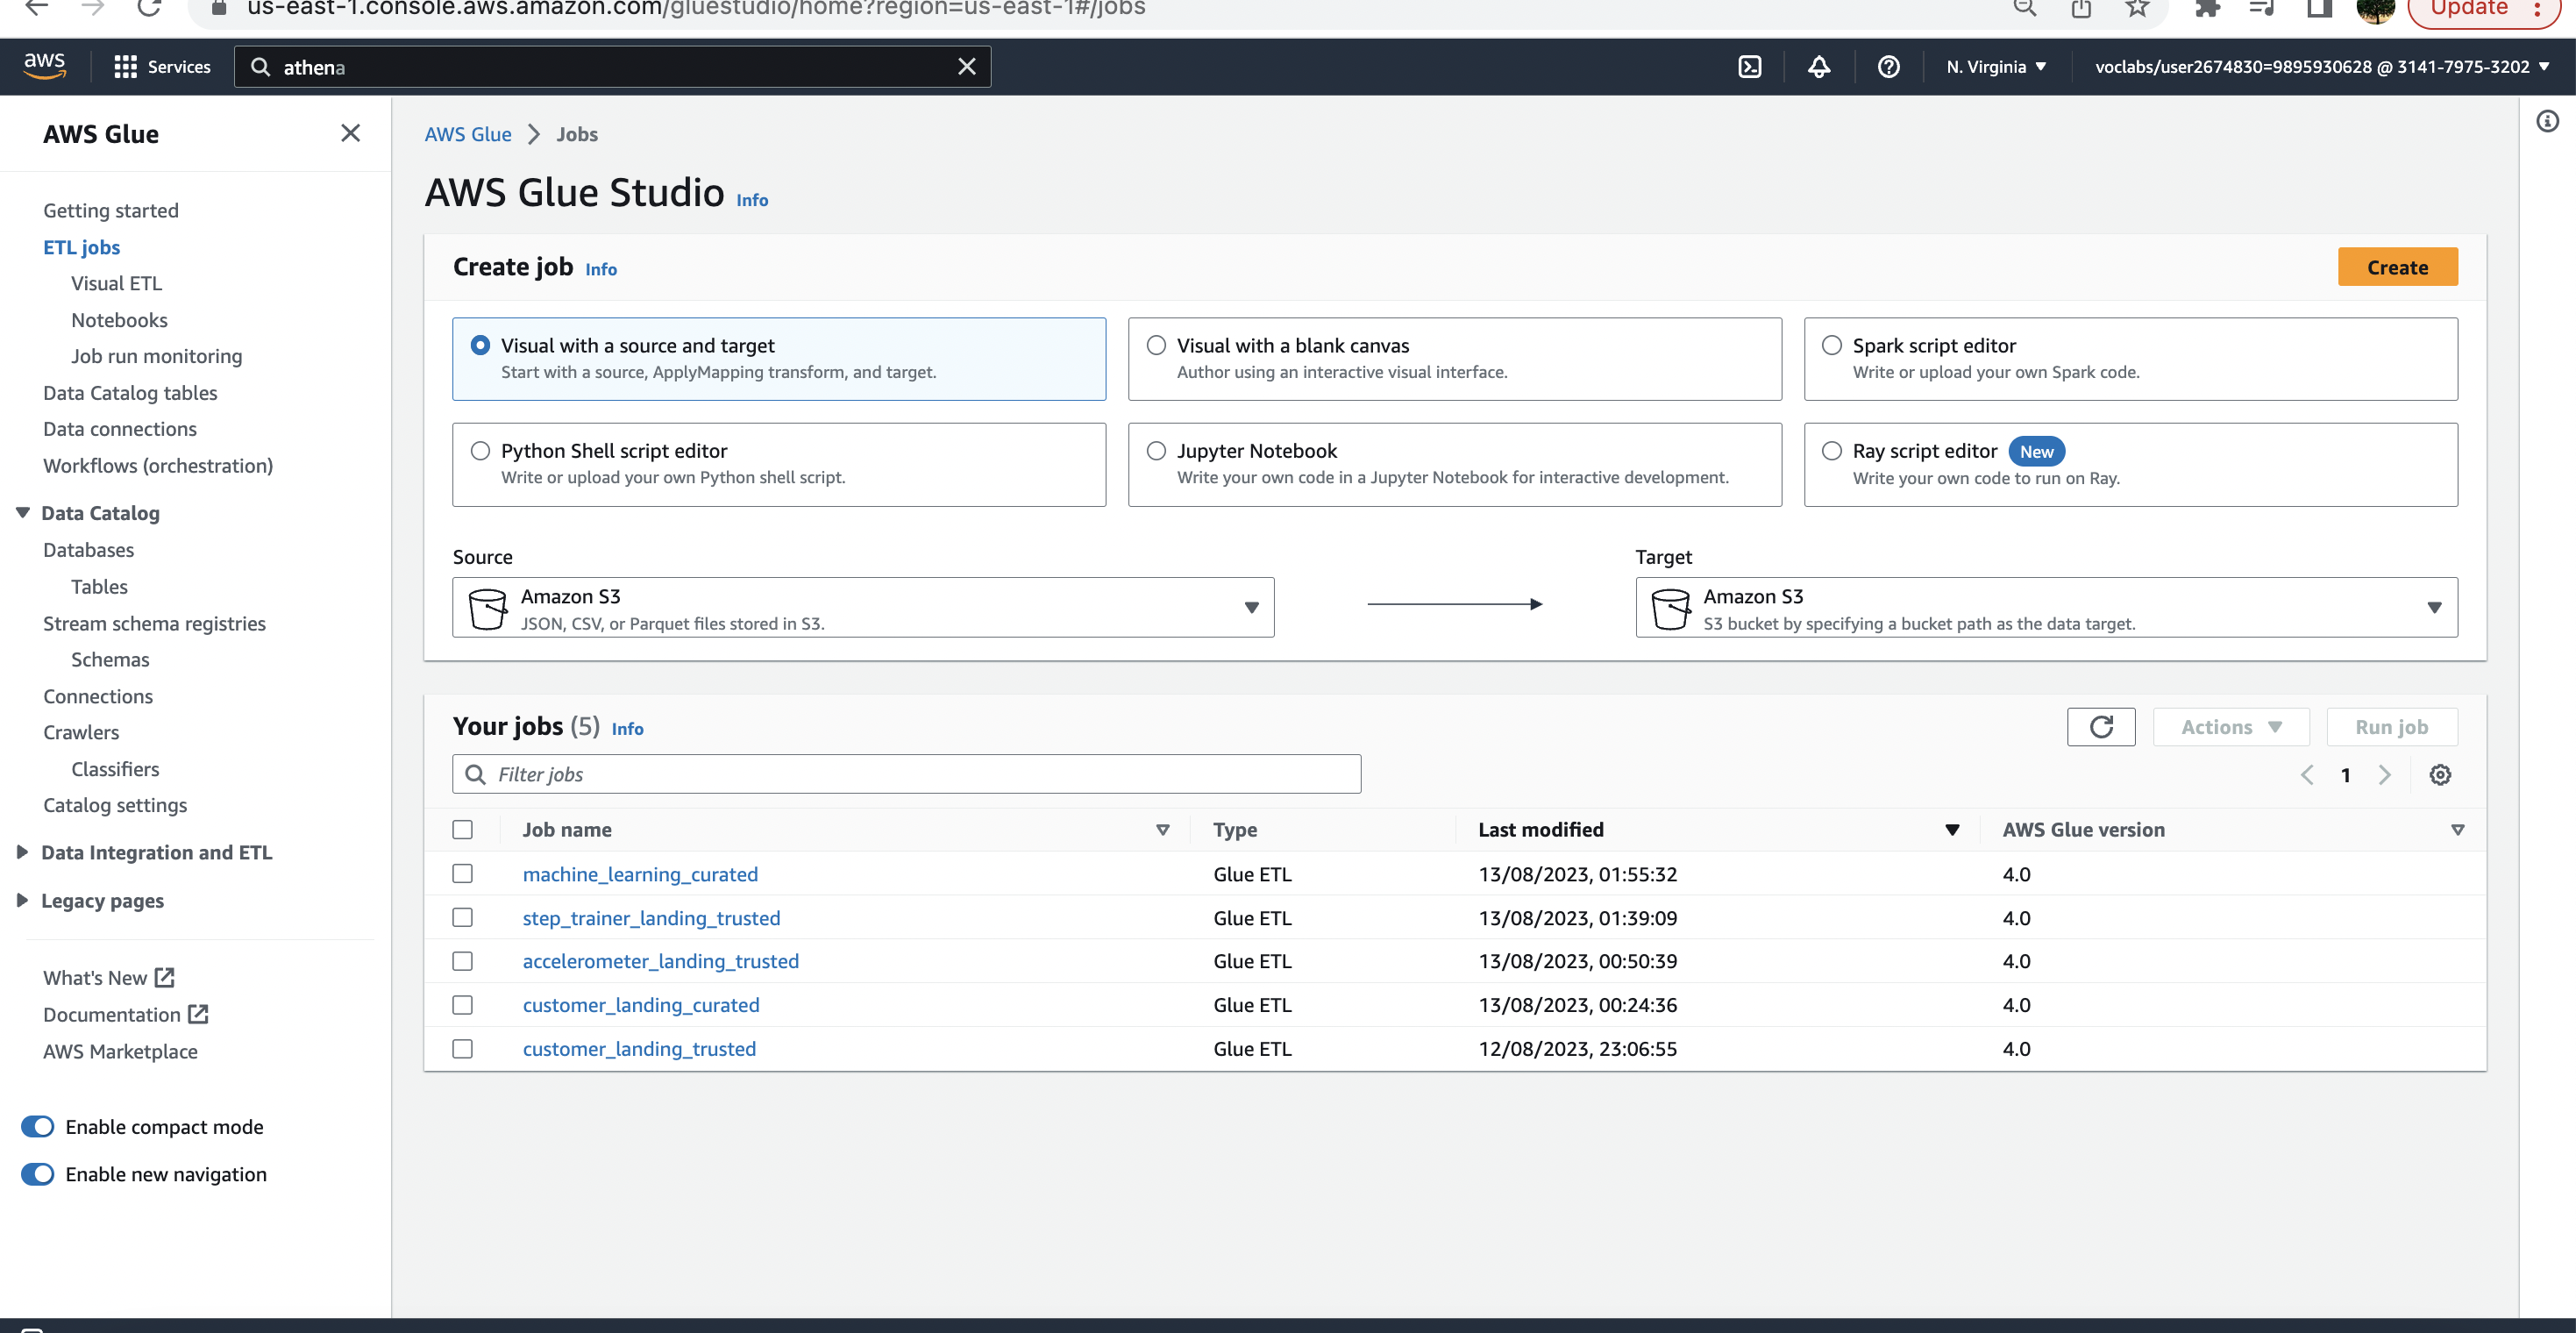 us-east-1.console.aws.amazon.com/gluestudio/home?region=us-east-1#/jobs
Update
aws
Services
athena
N. Virginia
voclabs/user2674830=9895930628 @ 3141-7975-3202
AWS Glue
Getting started
ETL jobs
Visual ETL
Notebooks
Job run monitoring
Data Catalog tables
Data connections
Workflows (orchestration)
Data Catalog
Databases
Tables
Stream schema registries
Schemas
Connections
Crawlers
Classifiers
Catalog settings
Data Integration and ETL
Legacy pages
What's New
Documentation
AWS Marketplace
Enable compact mode
Enable new navigation
AWS Glue > Jobs
AWS Glue Studio Info
Create job Info
Create
Visual with a source and target
Start with a source, ApplyMapping transform, and target.
Visual with a blank canvas
Author using an interactive visual interface.
Spark script editor
Write or upload your own Spark code.
Python Shell script editor
Write or upload your own Python shell script.
Jupyter Notebook
Write your own code in a Jupyter Notebook for interactive development.
Ray script editor New
Write your own code to run on Ray.
Source
Amazon S3
JSON, CSV, or Parquet files stored in S3.
Target
Amazon S3
S3 bucket by specifying a bucket path as the data target.
Your jobs (5) Info
Actions
Run job
Filter jobs
1
Job name Type Last modified AWS Glue version
machine_learning_curated Glue ETL 13/08/2023, 01:55:32 4.0
step_trainer_landing_trusted Glue ETL 13/08/2023, 01:39:09 4.0
accelerometer_landing_trusted Glue ETL 13/08/2023, 00:50:39 4.0
customer_landing_curated Glue ETL 13/08/2023, 00:24:36 4.0
customer_landing_trusted Glue ETL 12/08/2023, 23:06:55 4.0